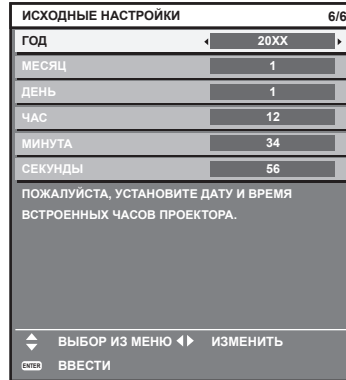 ИСХОДНЫЕ НАСТРОЙКИ 6/6
ГОД 20XX
МЕСЯЦ 1
ДЕНЬ 1
ЧАС 12
МИНУТА 34
СЕКУНДЫ 56
ПОЖАЛУЙСТА, УСТАНОВИТЕ ДАТУ И ВРЕМЯ
ВСТРОЕННЫХ ЧАСОВ ПРОЕКТОРА.
ВЫБОР ИЗ МЕНЮ ИЗМЕНИТЬ
ENTER ВВЕСТИ